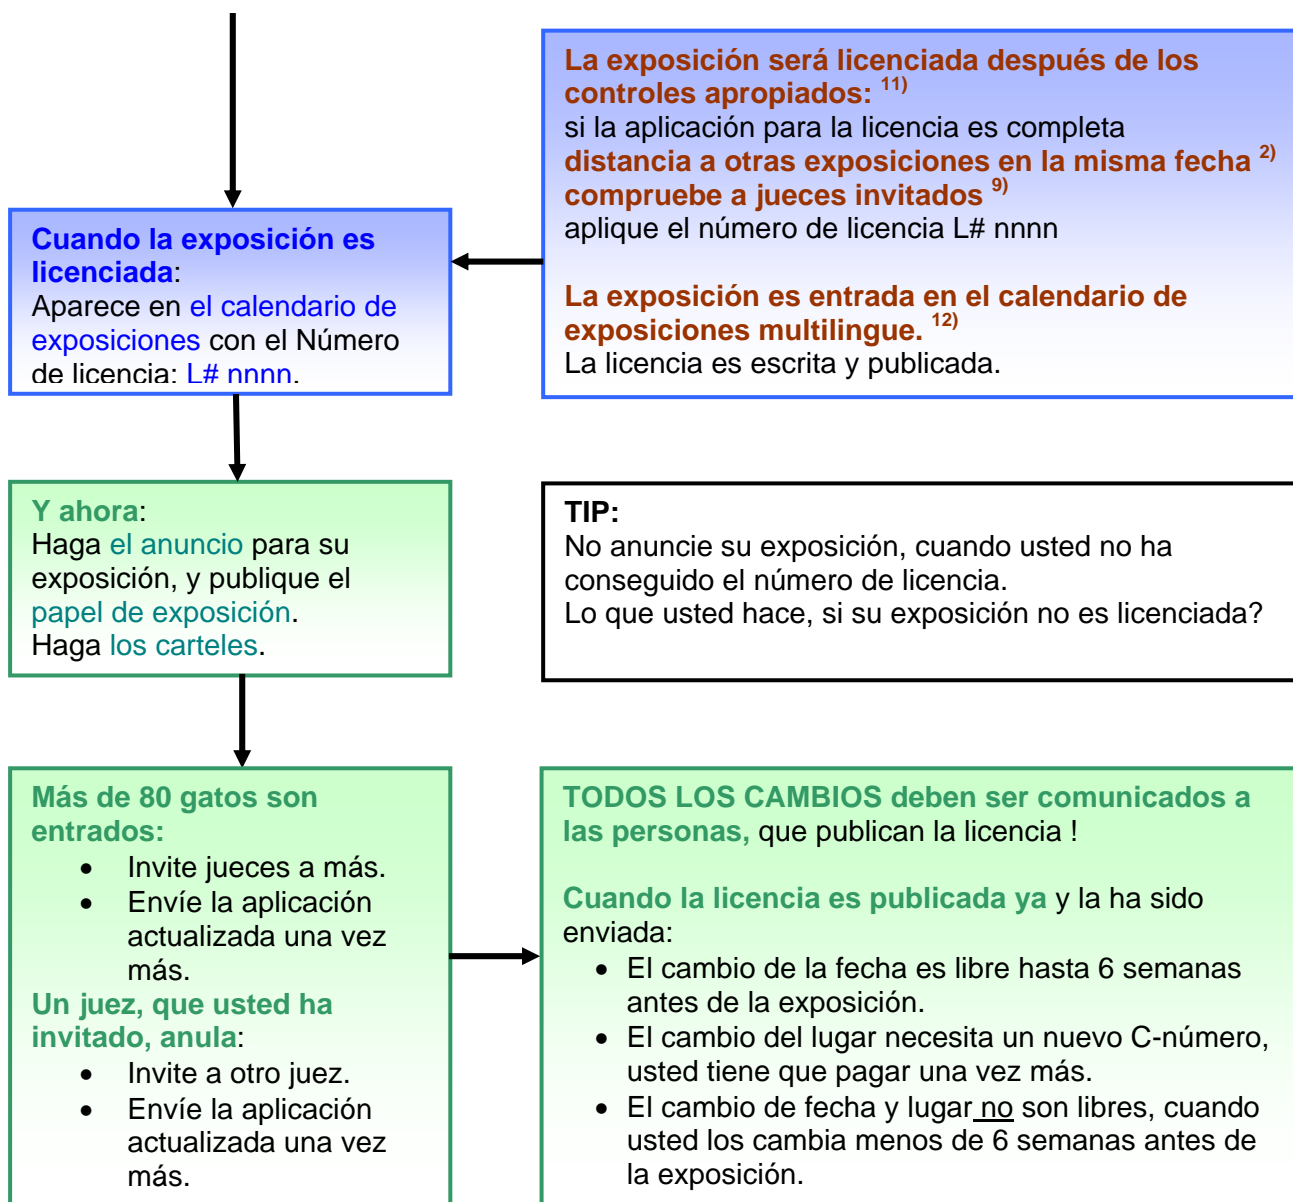 La exposición será licenciada después de los
controles apropiados: 11)
si la aplicación para la licencia es completa
distancia a otras exposiciones en la misma fecha 2)
compruebe a jueces invitados 9)
aplique el número de licencia L# nnnn
La exposición es entrada en el calendario de
exposiciones multilingue. 12)
La licencia es escrita y publicada.
Cuando la exposición es
licenciada:
Aparece en el calendario de
exposiciones con el Número
de licencia: L# nnnn.
Y ahora:
Haga el anuncio para su
exposición, y publique el
papel de exposición.
Haga los carteles.
TIP:
No anuncie su exposición, cuando usted no ha
conseguido el número de licencia.
Lo que usted hace, si su exposición no es licenciada?
Más de 80 gatos son
entrados:
• Invite jueces a más.
• Envíe la aplicación
actualizada una vez
más.
Un juez, que usted ha
invitado, anula:
• Invite a otro juez.
• Envíe la aplicación
actualizada una vez
más.
TODOS LOS CAMBIOS deben ser comunicados a
las personas, que publican la licencia !
Cuando la licencia es publicada ya y la ha sido
enviada:
• El cambio de la fecha es libre hasta 6 semanas
antes de la exposición.
• El cambio del lugar necesita un nuevo C-número,
usted tiene que pagar una vez más.
• El cambio de fecha y lugar no son libres, cuando
usted los cambia menos de 6 semanas antes de
la exposición.